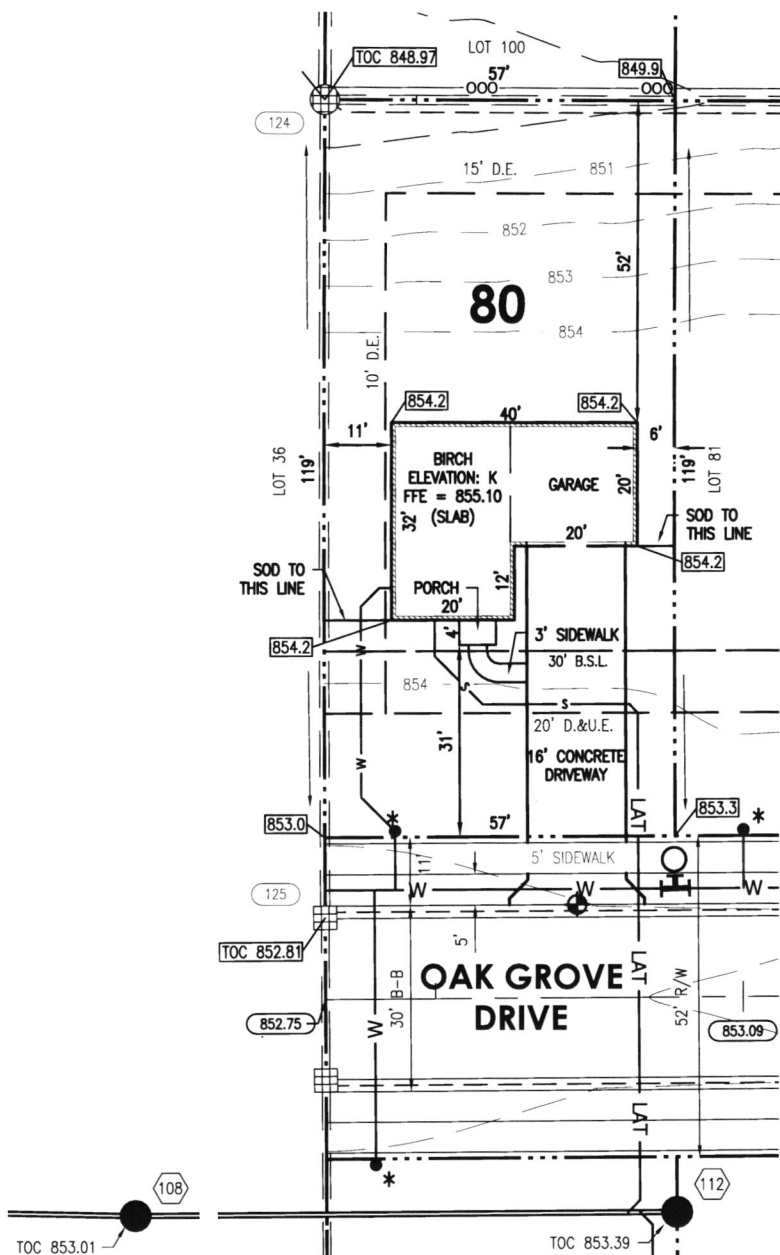 LOT 100
TOC 848.97
57'
849.9
OOO
OOO
124
15' D.E.
851
852
853
52'
80
854
10' D.E.
854.2
40'
854.2
11'
6'
LOT 36
119'
BIRCH
ELEVATION: K
FFE = 855.10
(SLAB)
GARAGE
20'
119'
LOT 81
32'
20'
SOD TO
THIS LINE
854.2
SOD TO
THIS LINE
PORCH
12'
20'
4'
3' SIDEWALK
854.2
30' B.S.L.
W
854
S
S
20' D.&U.E.
31'
16' CONCRETE
DRIVEWAY
W
LAT
853.0
*
57'
853.3
*
11'
5' SIDEWALK
125
W
W
W
TOC 852.81
5'
30' B-B
OAK GROVE
DRIVE
LAT
52' R/W
852.75
W
853.09
LAT
*
108
112
TOC 853.01
TOC 853.39